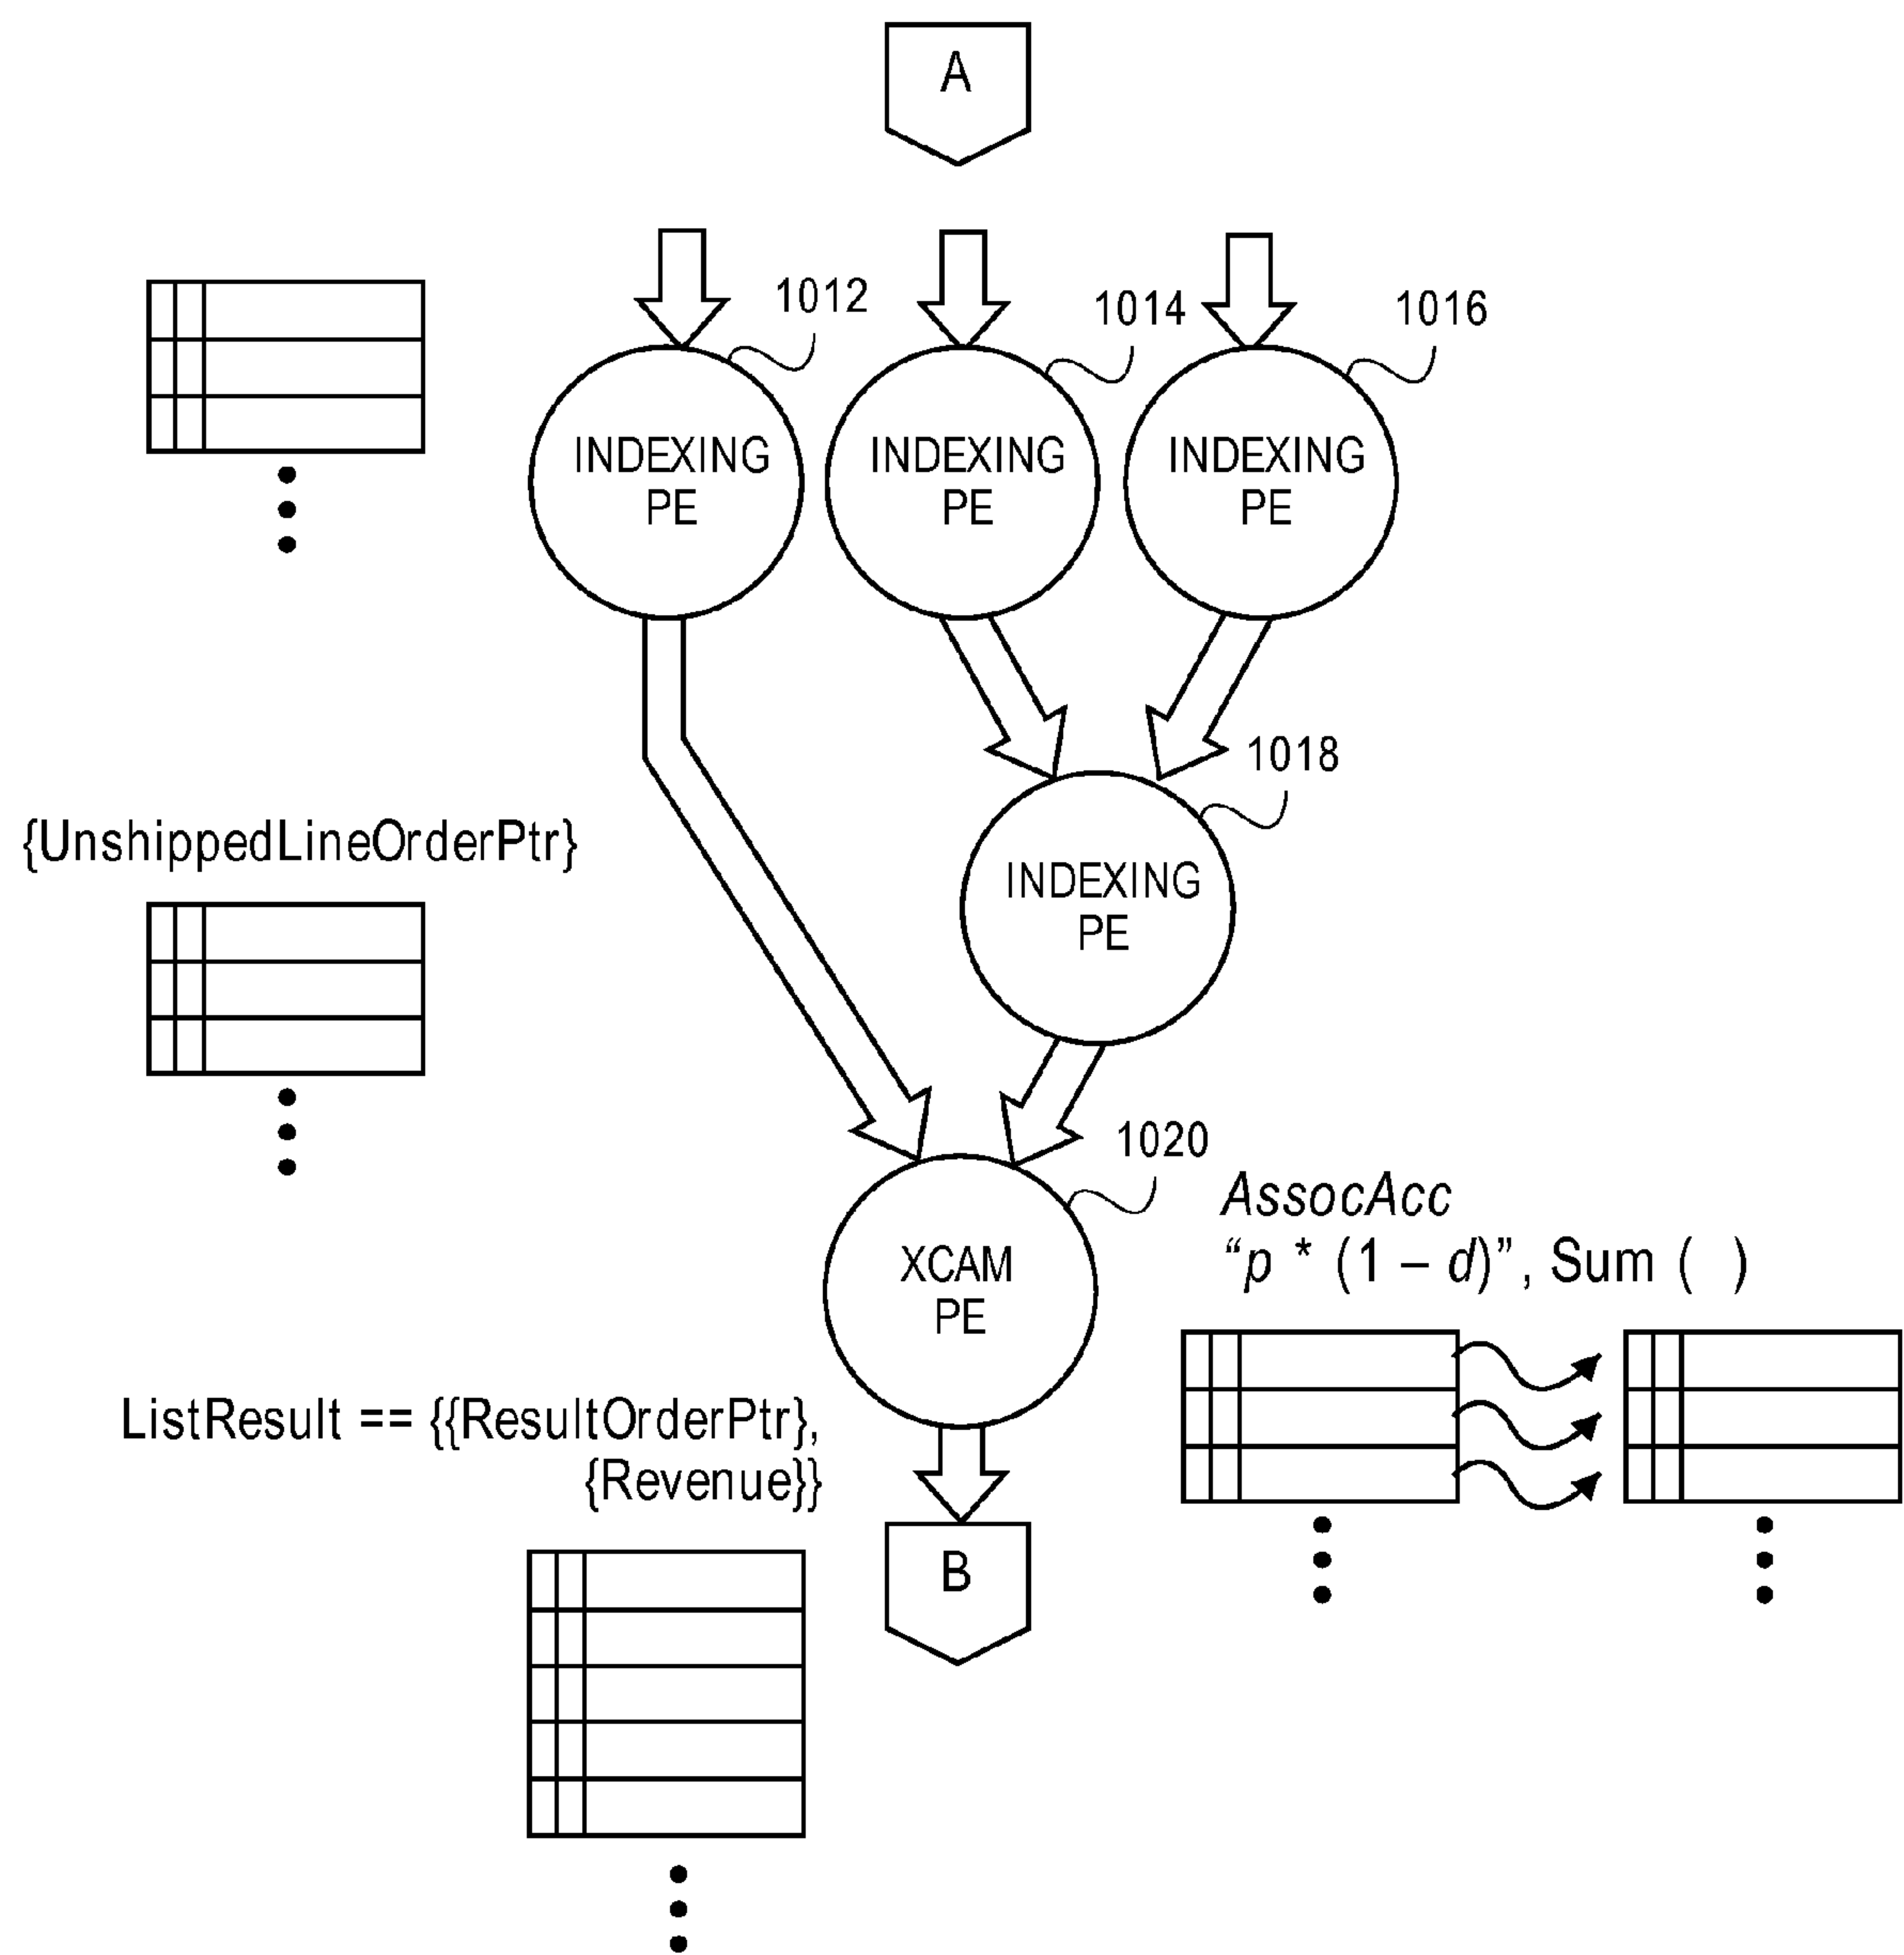 A
1012
1014
1016
INDEXING
PE
INDEXING
PE
INDEXING
PE
1018
{UnshippedLineOrderPtr}
INDEXING
PE
1020
AssocAcc
“p * (1 – d)”, Sum ( )
XCAM
PE
ListResult == {{ResultOrderPtr},
{Revenue}}
B